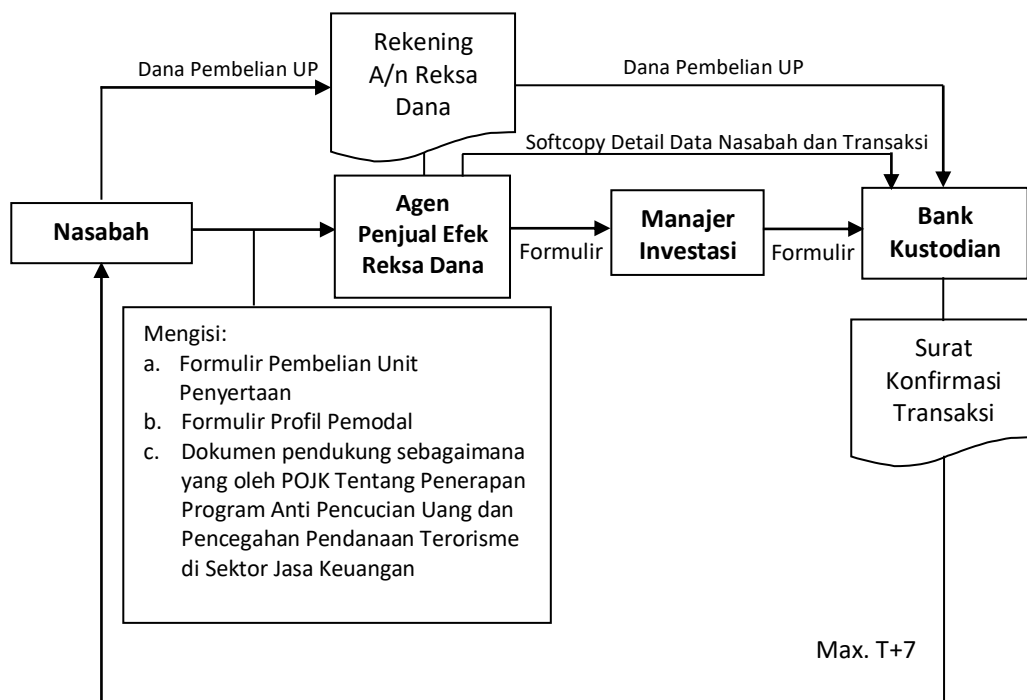 Rekening
A/n Reksa
Dana
Dana Pembelian UP
Dana Pembelian UP
Softcopy Detail Data Nasabah dan Transaksi
Nasabah
Agen
Penjual Efek
Reksa Dana
Formulir
Manajer
Investasi
Formulir
Bank
Kustodian
Mengisi:
a. Formulir Pembelian Unit
Penyertaan
b. Formulir Profil Pemodal
c. Dokumen pendukung sebagaimana
yang oleh POJK Tentang Penerapan
Program Anti Pencucian Uang dan
Pencegahan Pendanaan Terorisme
di Sektor Jasa Keuangan
Surat
Konfirmasi
Transaksi
Max. T+7